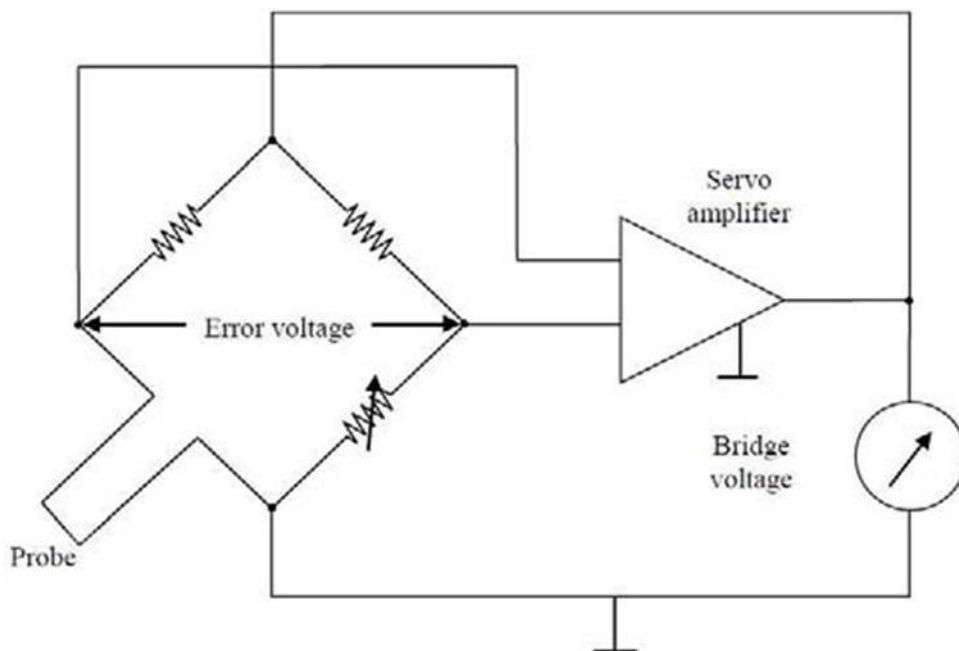 Servo
amplifier
Error voltage
Bridge
voltage
Probe